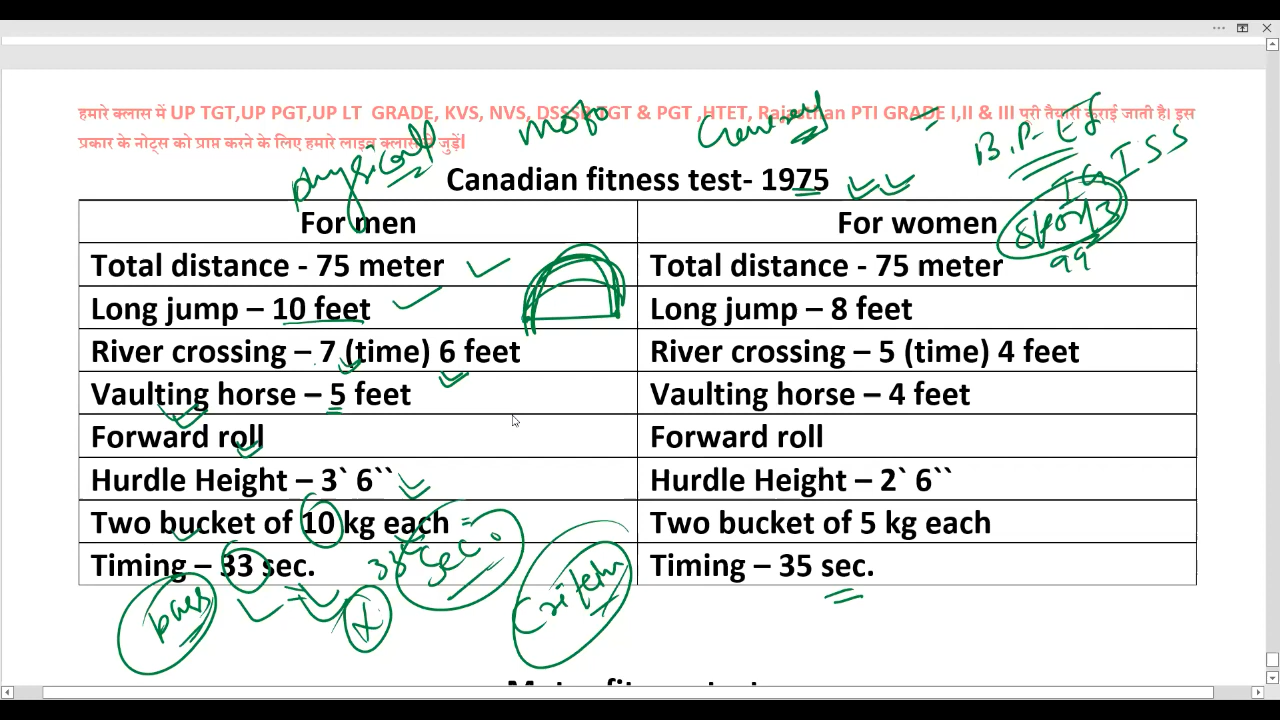 हमारे क्लास में UP TGT,UP PGT,UP LT GRADE, KVS, NVS, DSSSB TGT & PGT ,HTET, Rajasthan PTI GRADE I,II & III पूरी तैयारी कराई जाती है। इस
प्रकार के नोट्स को प्राप्त करने के लिए हमारे लाइव क्लास से जुड़ें।
physical
B.P-Ed
IGISS
Sports
99
Canadian fitness test- 1975
For men For women
Total distance - 75 meter Total distance - 75 meter
Long jump – 10 feet Long jump – 8 feet
River crossing – 7 (time) 6 feet River crossing – 5 (time) 4 feet
Vaulting horse – 5 feet Vaulting horse – 4 feet
Forward roll Forward roll
Hurdle Height – 3` 6`` Hurdle Height – 2` 6``
Two bucket of 10 kg each Two bucket of 5 kg each
Timing – 33 sec. Timing – 35 sec.
33 sec.
pass